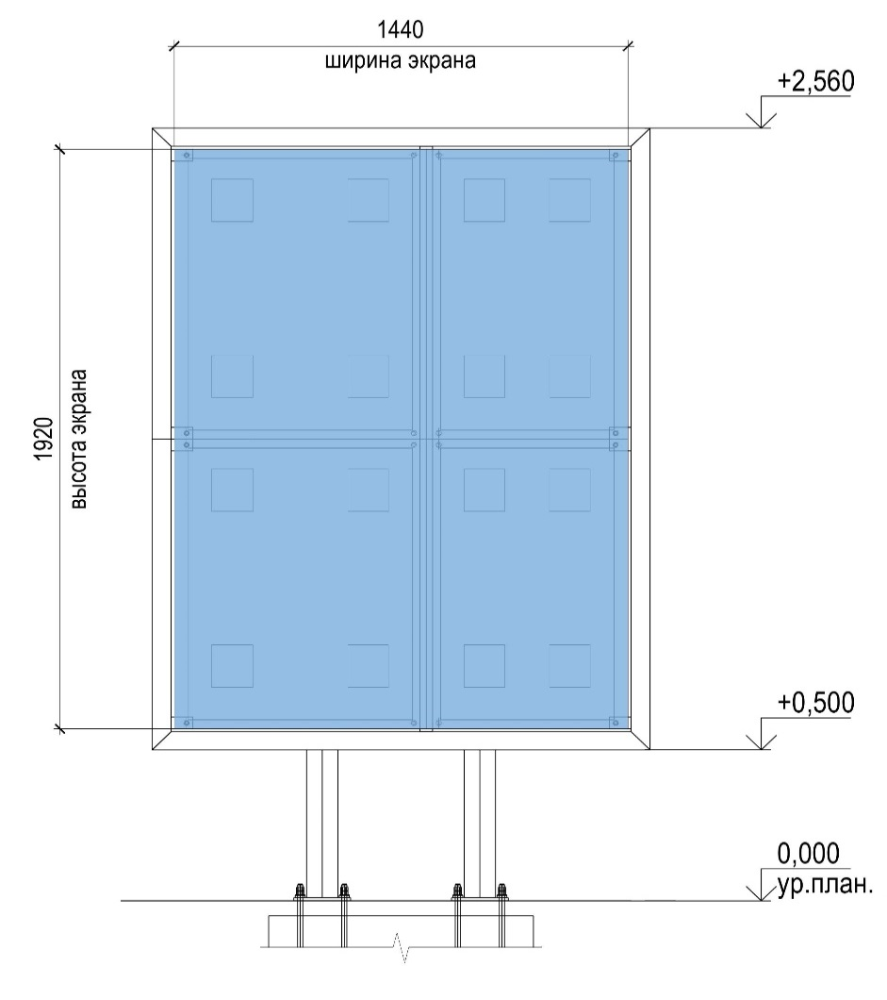 1440
ширина экрана
+2,560
1920
высота экрана
+0,500
0,000
ур.план.